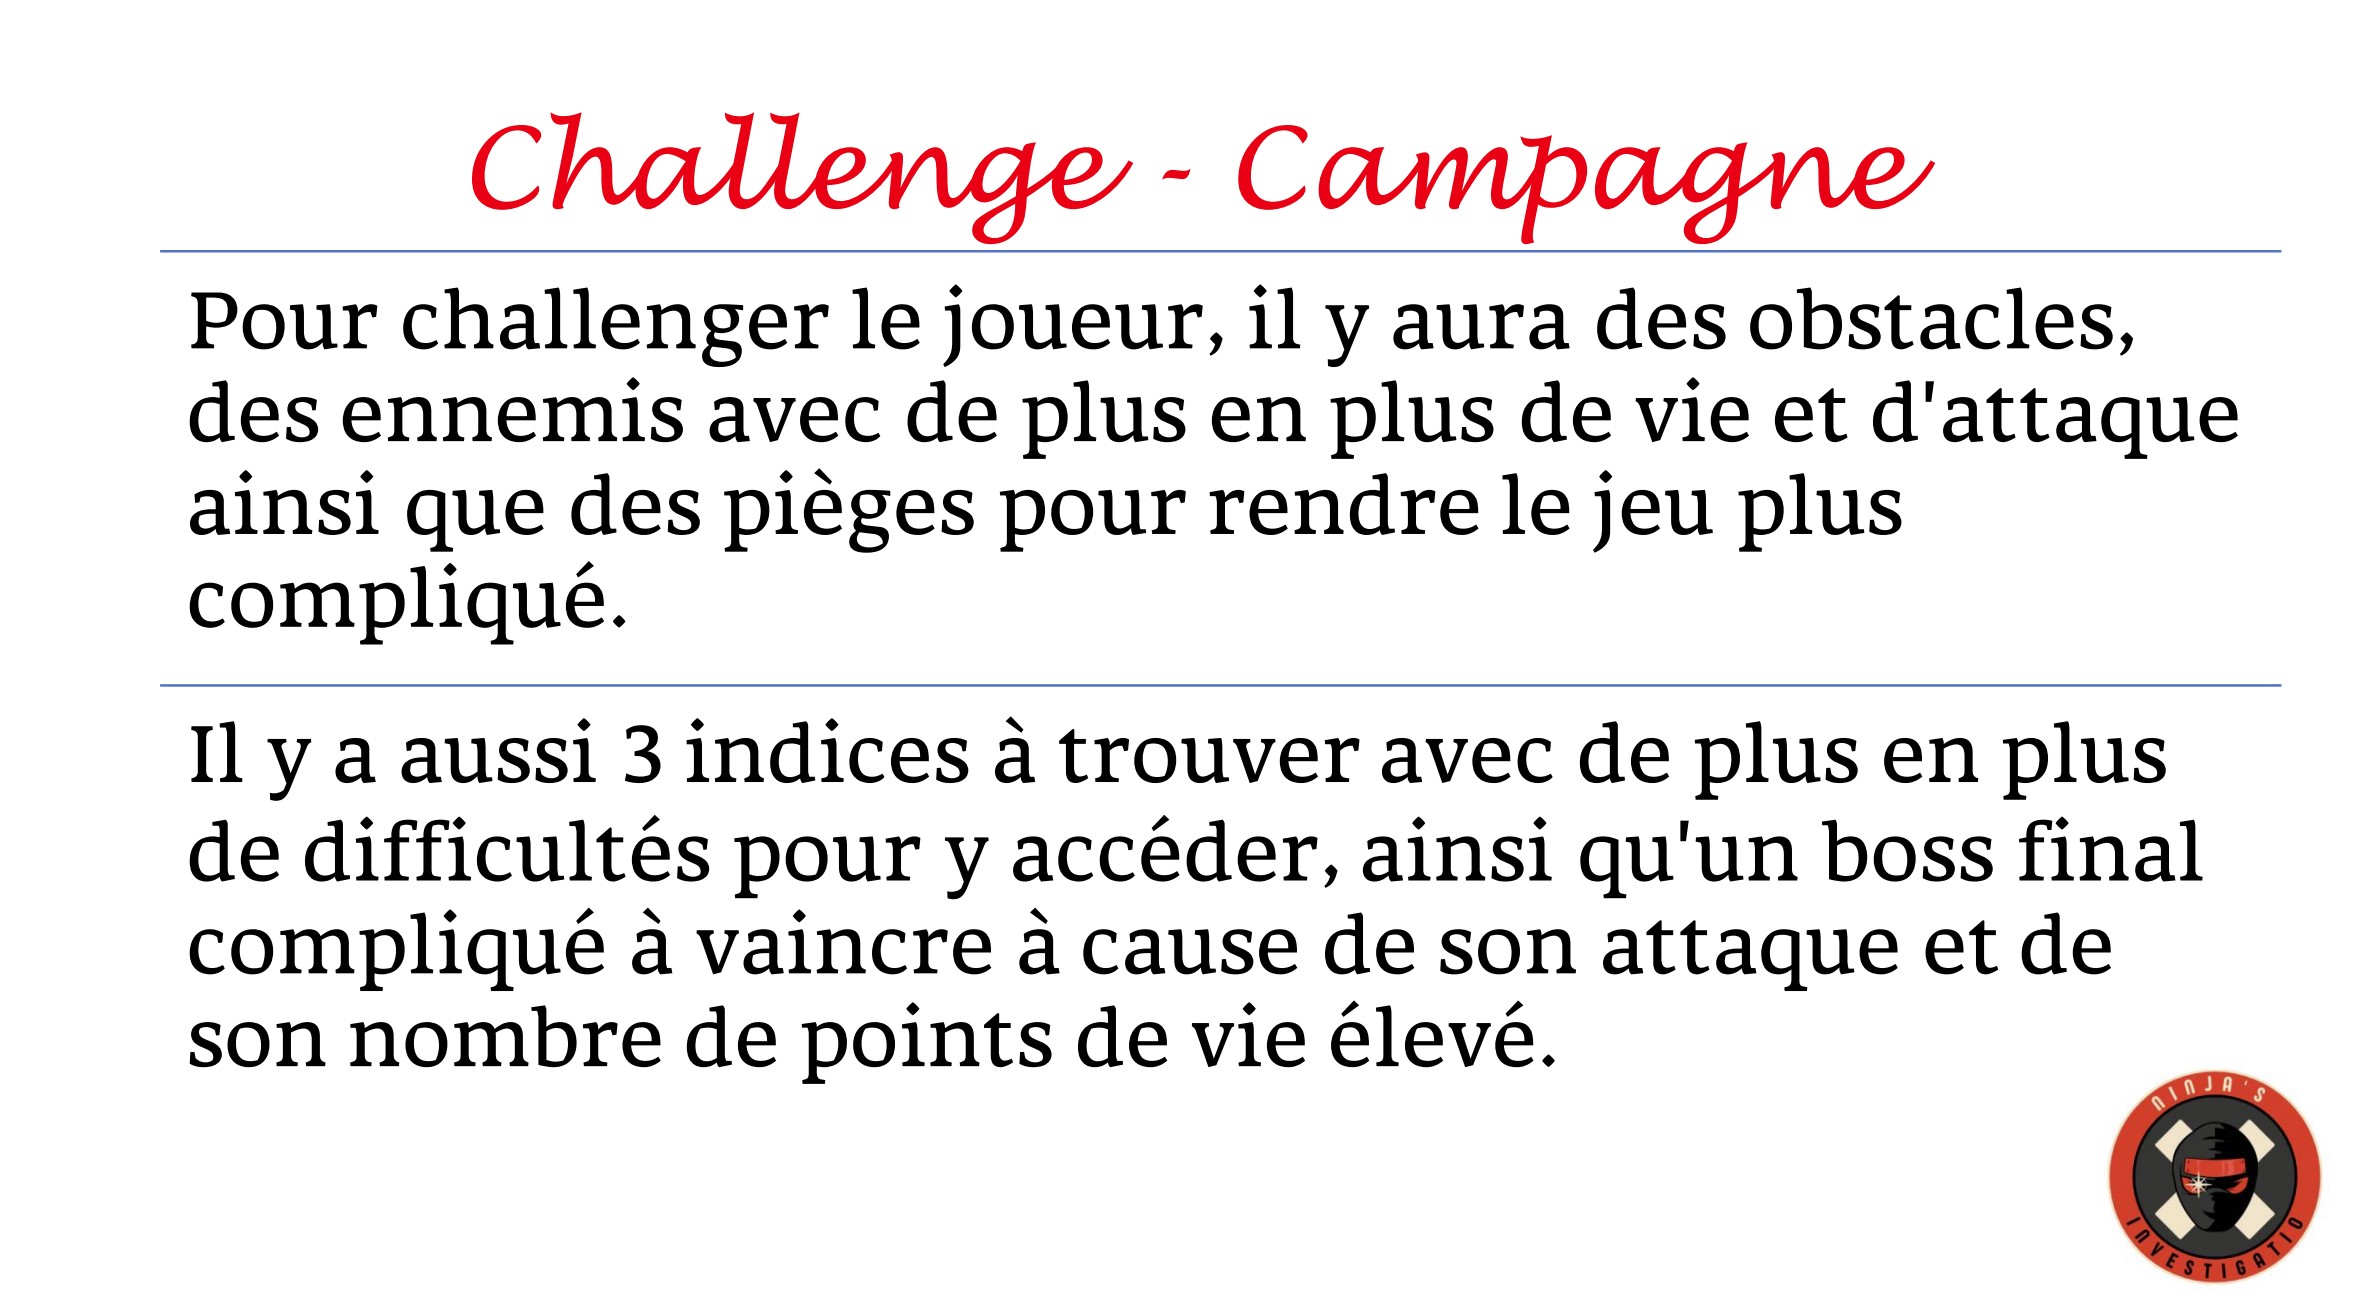 Challenge - Campagne
Pour challenger le joueur, il y aura des obstacles,
des ennemis avec de plus en plus de vie et d'attaque
ainsi que des pièges pour rendre le jeu plus
compliqué.
Il y a aussi 3 indices à trouver avec de plus en plus
de difficultés pour y accéder, ainsi qu'un boss final
compliqué à vaincre à cause de son attaque et de
son nombre de points de vie élevé.
NINJA'S
INVESTIGATIO